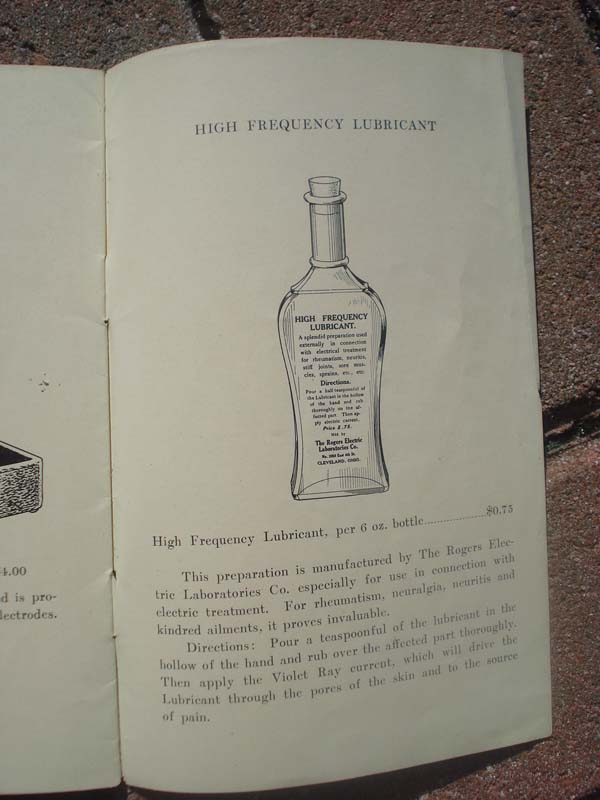 4.00
d is pro-
lectrodes.
HIGH FREQUENCY LUBRICANT
HIGH FREQUENCY
LUBRICANT.
A splendid preparation used
externally in connection
with electrical treatment
for rheumatism, neuritis,
stiff joints, sore mus-
cles, sprains, etc., etc.
Directions.
Pour a half teaspoonful of
the Lubricant in the hollow
of the hand and rub
thoroughly on the af-
fected part. Then ap-
ply electric current.
Price $.75.
The Rogers Electric
Laboratories Co.
CLEVELAND, OHIO.
High Frequency Lubricant, per 6 oz. bottle..................$0.75
This preparation is manufactured by The Rogers Elec-
tric Laboratories Co. especially for use in connection with
electric treatment. For rheumatism, neuralgia, neuritis and
kindred ailments, it proves invaluable.
Directions: Pour a teaspoonful of the lubricant in the
hollow of the hand and rub over the affected part thoroughly.
Then apply the Violet Ray current, which will drive the
Lubricant through the pores of the skin and to the source
of pain.